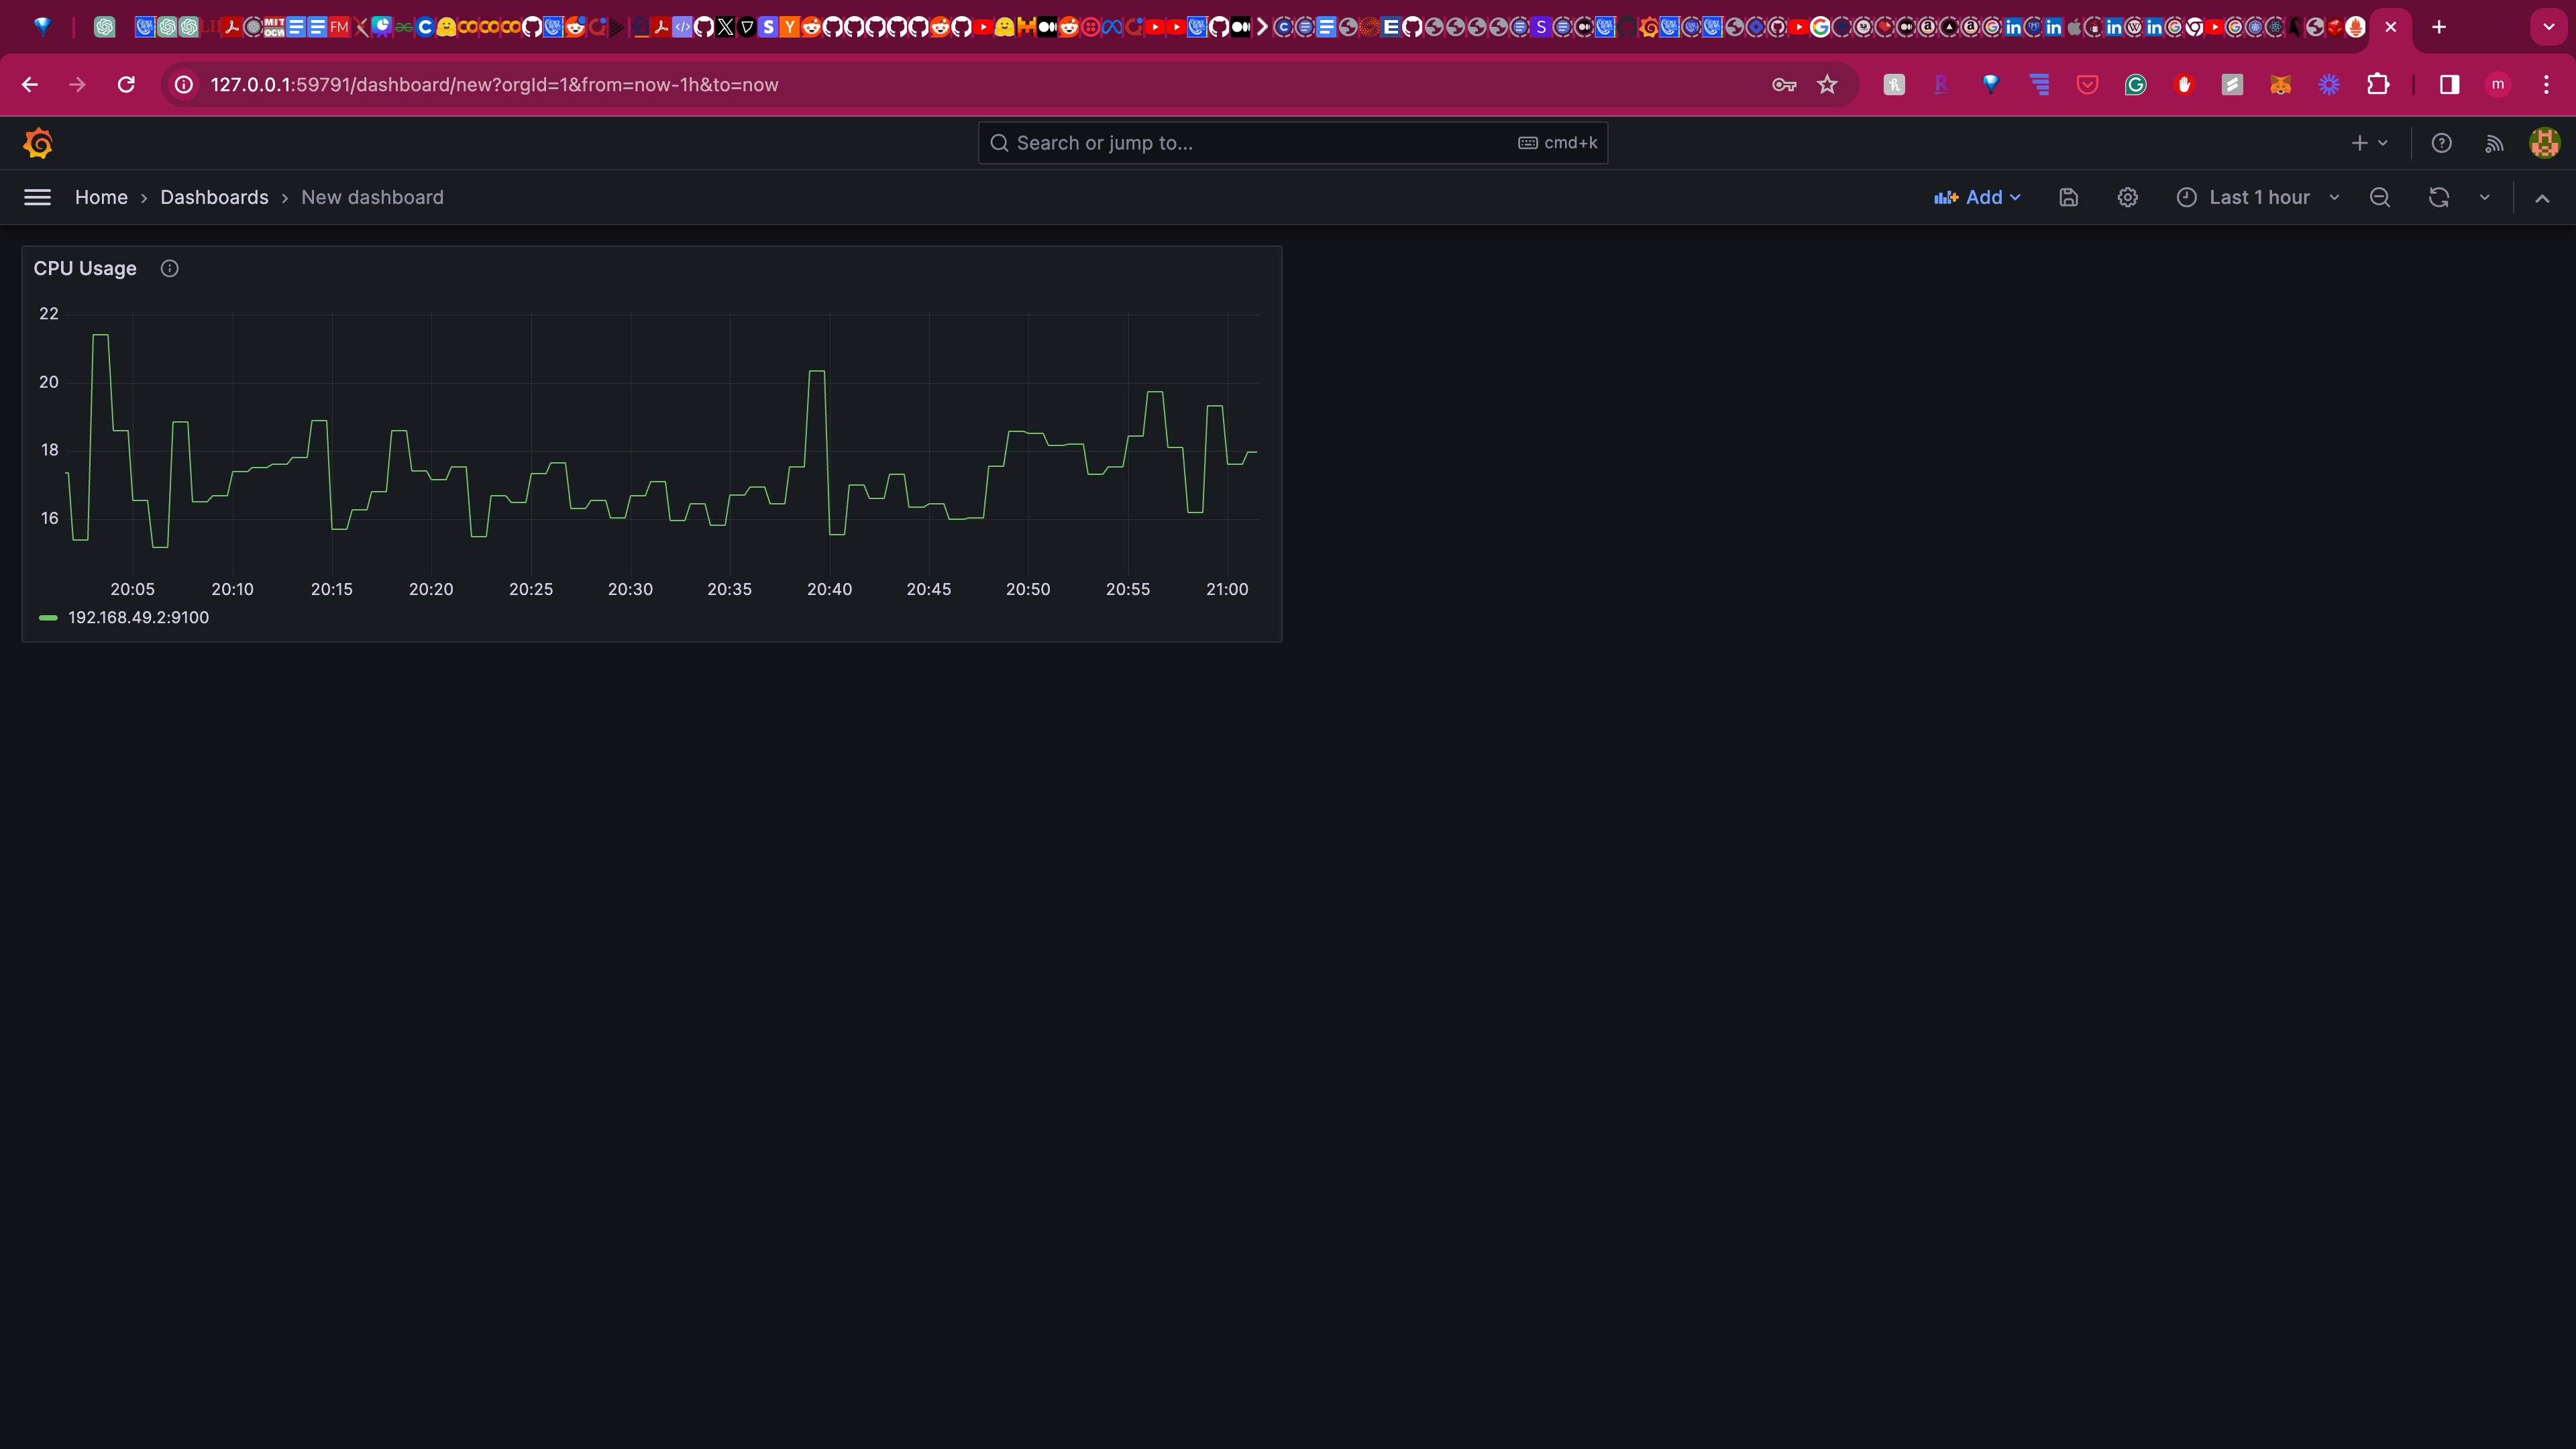 127.0.0.1:59791/dashboard/new?orgId=1&from=now-1h&to=now
m
Search or jump to...
cmd+k
Home › Dashboards › New dashboard
Add
Last 1 hour
CPU Usage
22
20
18
16
20:05 20:10 20:15 20:20 20:25 20:30 20:35 20:40 20:45 20:50 20:55 21:00
192.168.49.2:9100